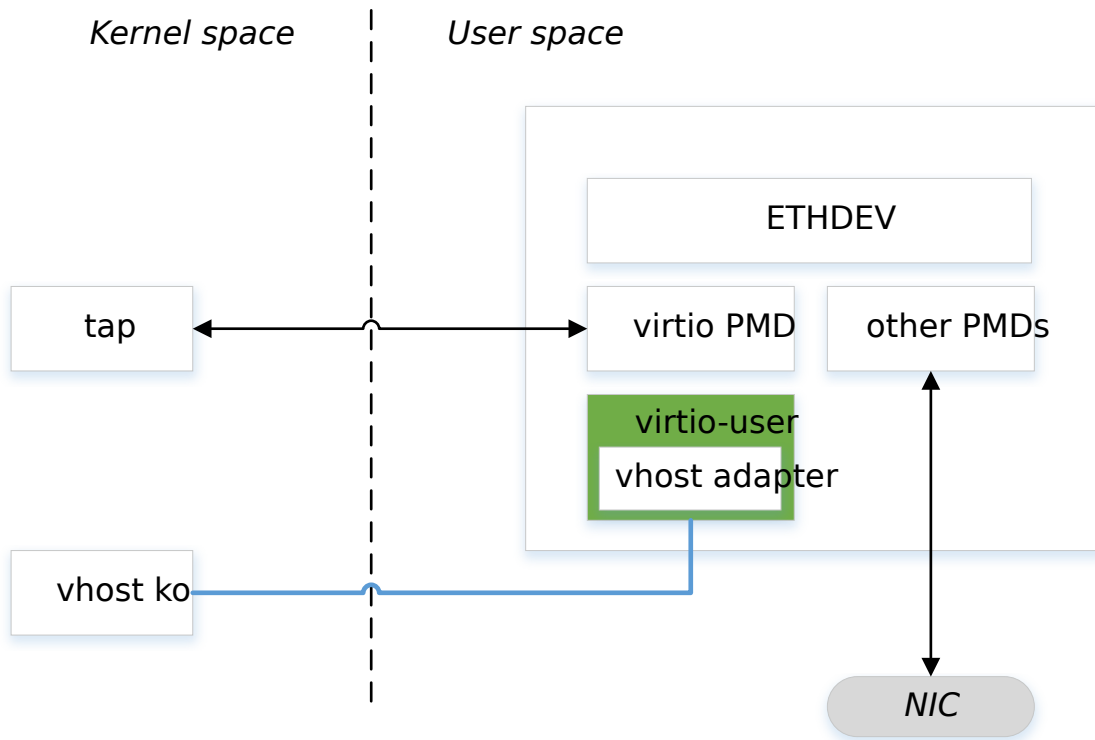 Kernel space
User space
ETHDEV
tap
virtio PMD
other PMDs
virtio-user
vhost adapter
vhost ko
NIC